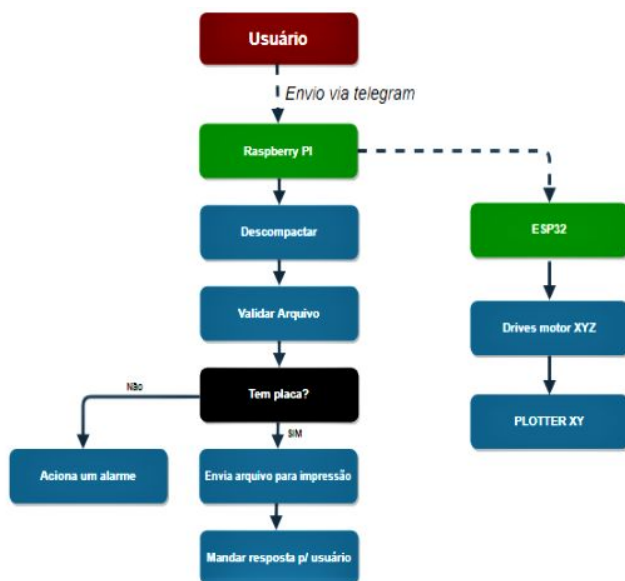 Usuário
Envio via telegram
Raspberry PI
Descompactar
ESP32
Validar Arquivo
Drives motor XYZ
Não
Tem placa?
PLOTTER XY
SIM
Aciona um alarme
Envia arquivo para impressão
Mandar resposta p/ usuário